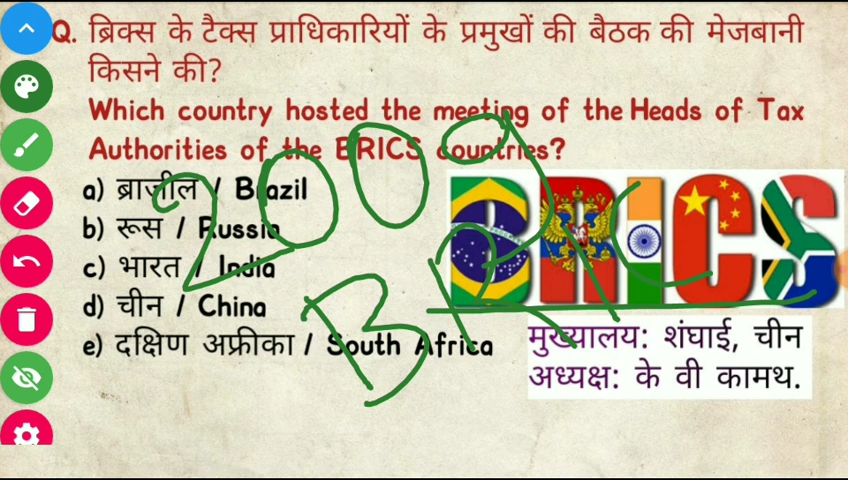 Q. ब्रिक्स के टैक्स प्राधिकारियों के प्रमुखों की बैठक की मेजबानी
किसने की?
Which country hosted the meeting of the Heads of Tax
Authorities of the BRICS countries?
a) ब्राजील / Brazil
b) रूस / Russia
c) भारत / India
d) चीन / China
e) दक्षिण अफ्रीका / South Africa
BRICS
मुख्यालय: शंघाई, चीन
अध्यक्ष: के वी कामथ.
2009
BRIC